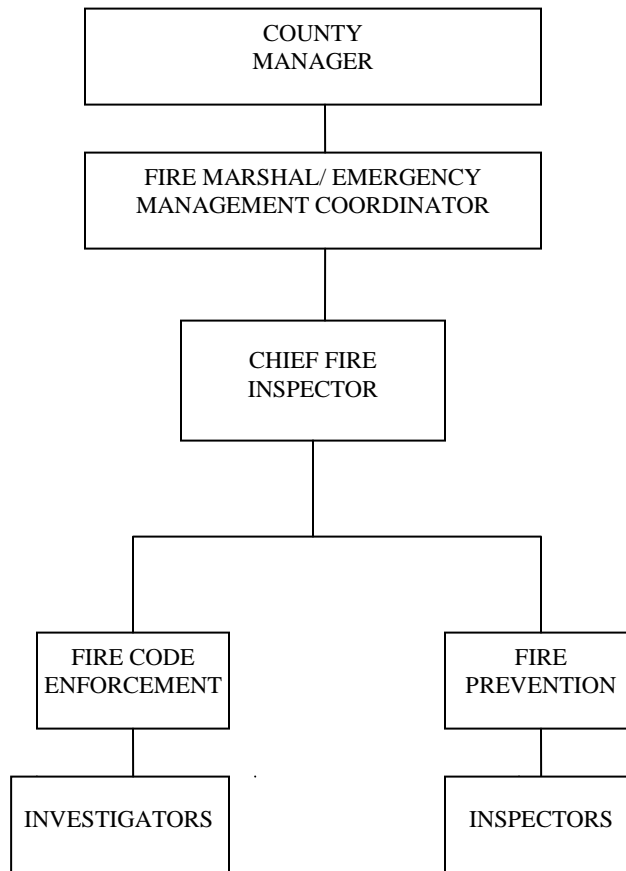 COUNTY
MANAGER
FIRE MARSHAL/ EMERGENCY
MANAGEMENT COORDINATOR
CHIEF FIRE
INSPECTOR
FIRE CODE
ENFORCEMENT
FIRE
PREVENTION
INVESTIGATORS
INSPECTORS